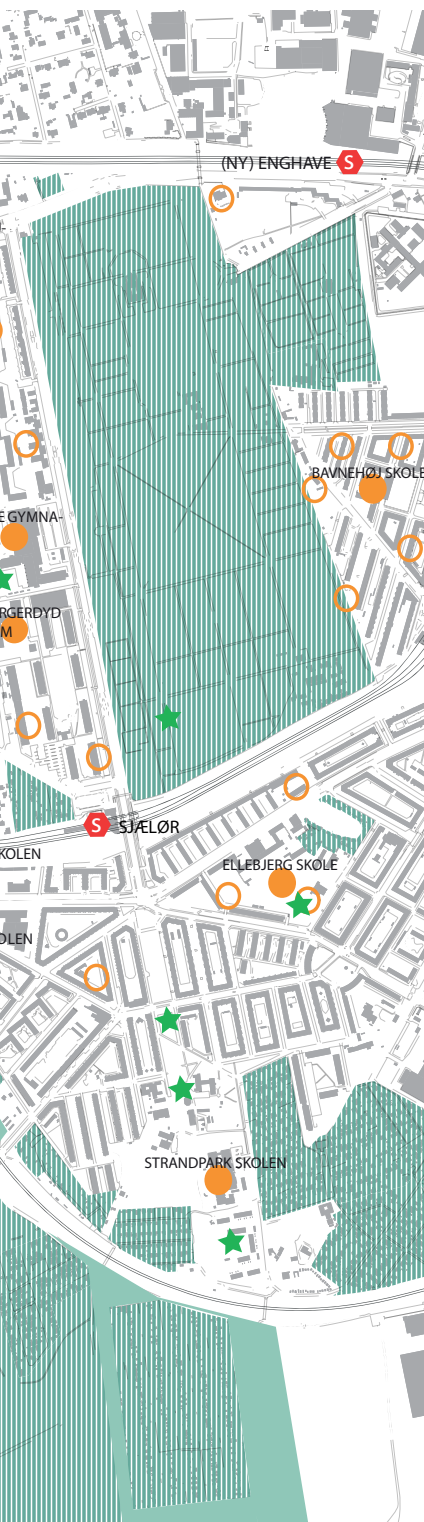 (NY) ENGHAVE S
BAVNEHØJ SKOLE
E GYMNA-
RGERDYD
M
S SJÆLØR
KOLEN
ELLEBJERG SKOLE
OLEN
STRANDPARK SKOLEN